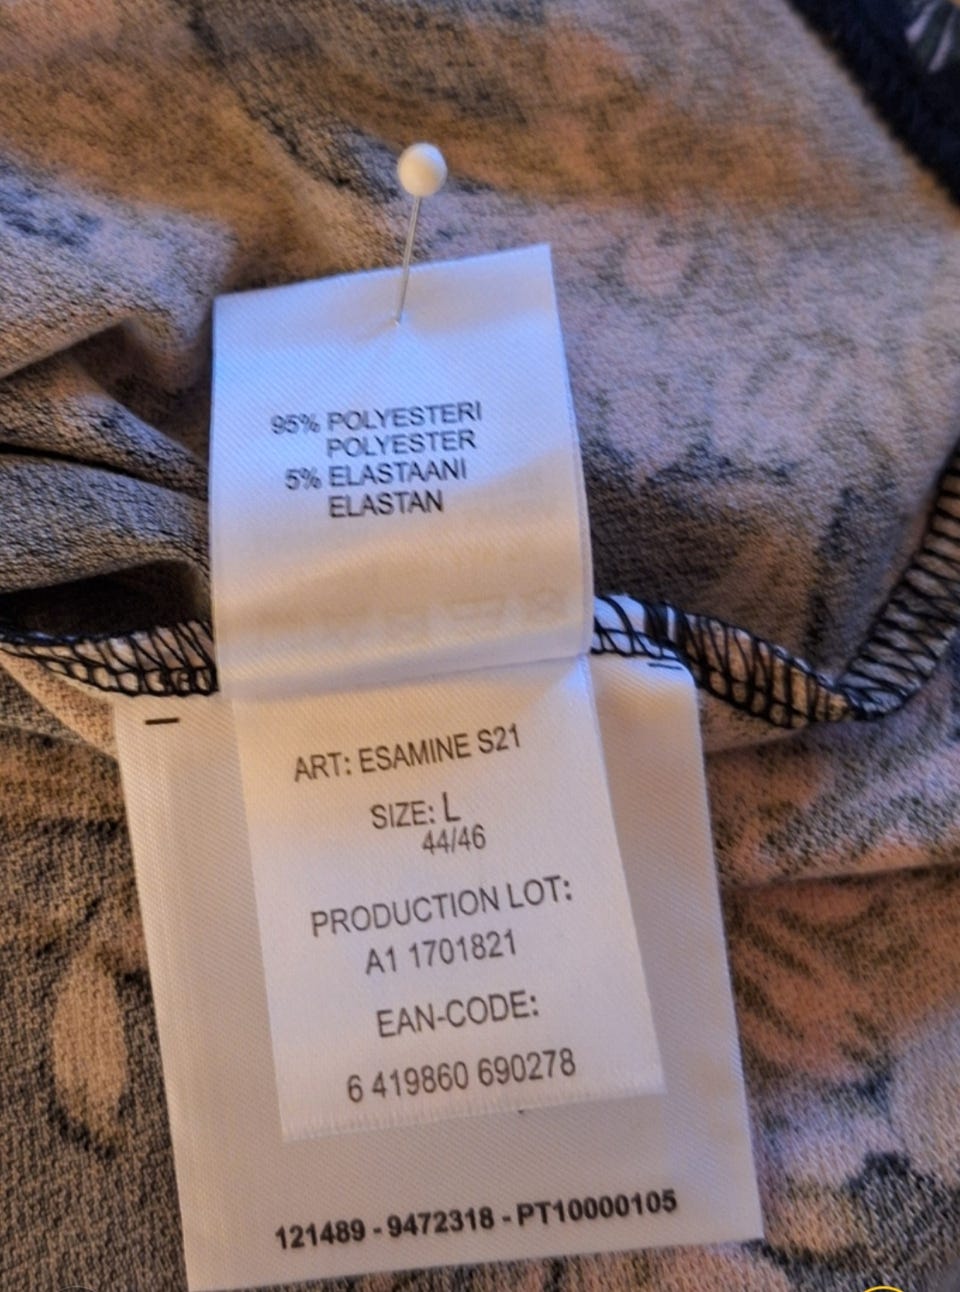 95% POLYESTERI
POLYESTER
5% ELASTAANI
ELASTAN
ART: ESAMINE S21
SIZE: L
44/46
PRODUCTION LOT:
A1 1701821
EAN-CODE:
6 419860 690278
121489 - 9472318 - PT10000105